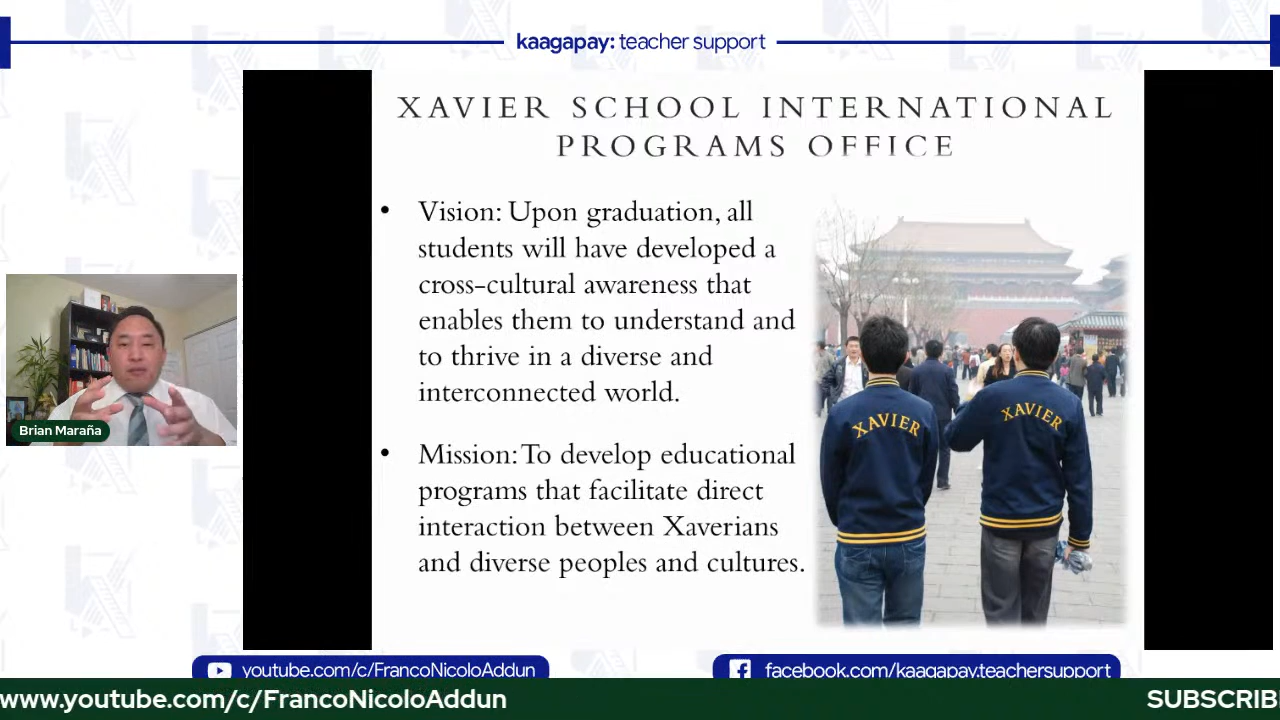 kaagapay: teacher support
XAVIER SCHOOL INTERNATIONAL
PROGRAMS OFFICE
• Vision: Upon graduation, all
students will have developed a
cross-cultural awareness that
enables them to understand and
to thrive in a diverse and
interconnected world.
• Mission: To develop educational
programs that facilitate direct
interaction between Xaverians
and diverse peoples and cultures.
XAVIER
XAVIER
Brian Maraña
youtube.com/c/FrancoNicoloAddun
facebook.com/kaagapay.teachersupport
www.youtube.com/c/FrancoNicoloAddun
SUBSCRIB